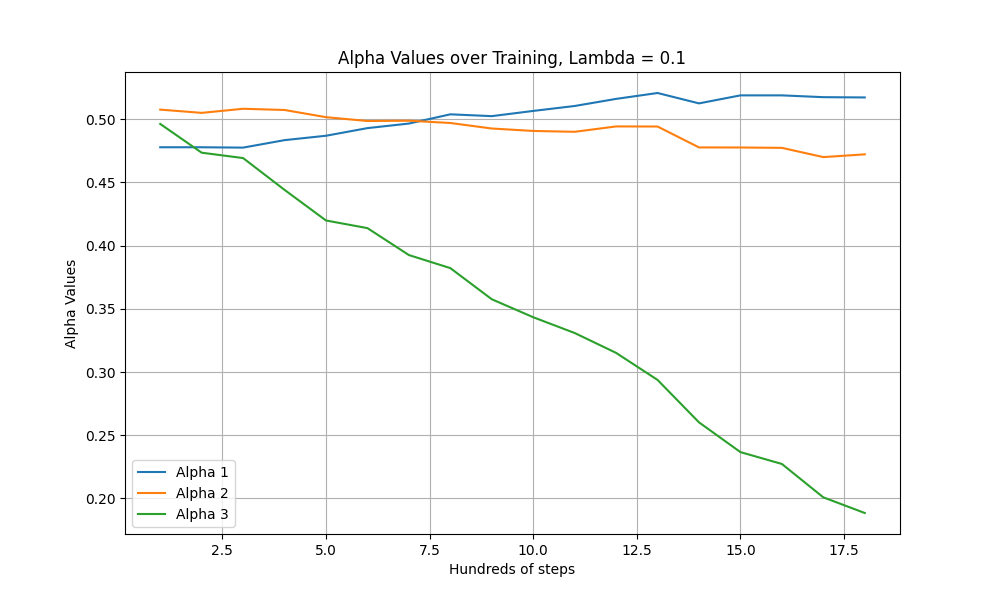 Alpha Values over Training, Lambda = 0.1
Alpha Values
0.50
0.45
0.40
0.35
0.30
0.25
0.20
Alpha 1
Alpha 2
Alpha 3
2.5 5.0 7.5 10.0 12.5 15.0 17.5
Hundreds of steps